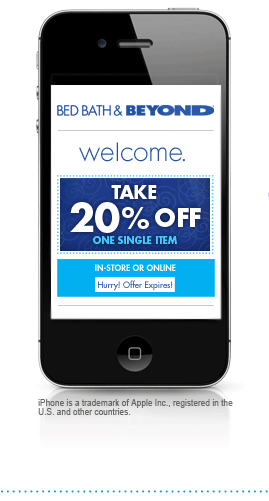 BED BATH & BEYOND®
welcome.
TAKE
20% OFF
ONE SINGLE ITEM
IN-STORE OR ONLINE
Hurry! Offer Expires!
iPhone is a trademark of Apple Inc., registered in the
U.S. and other countries.